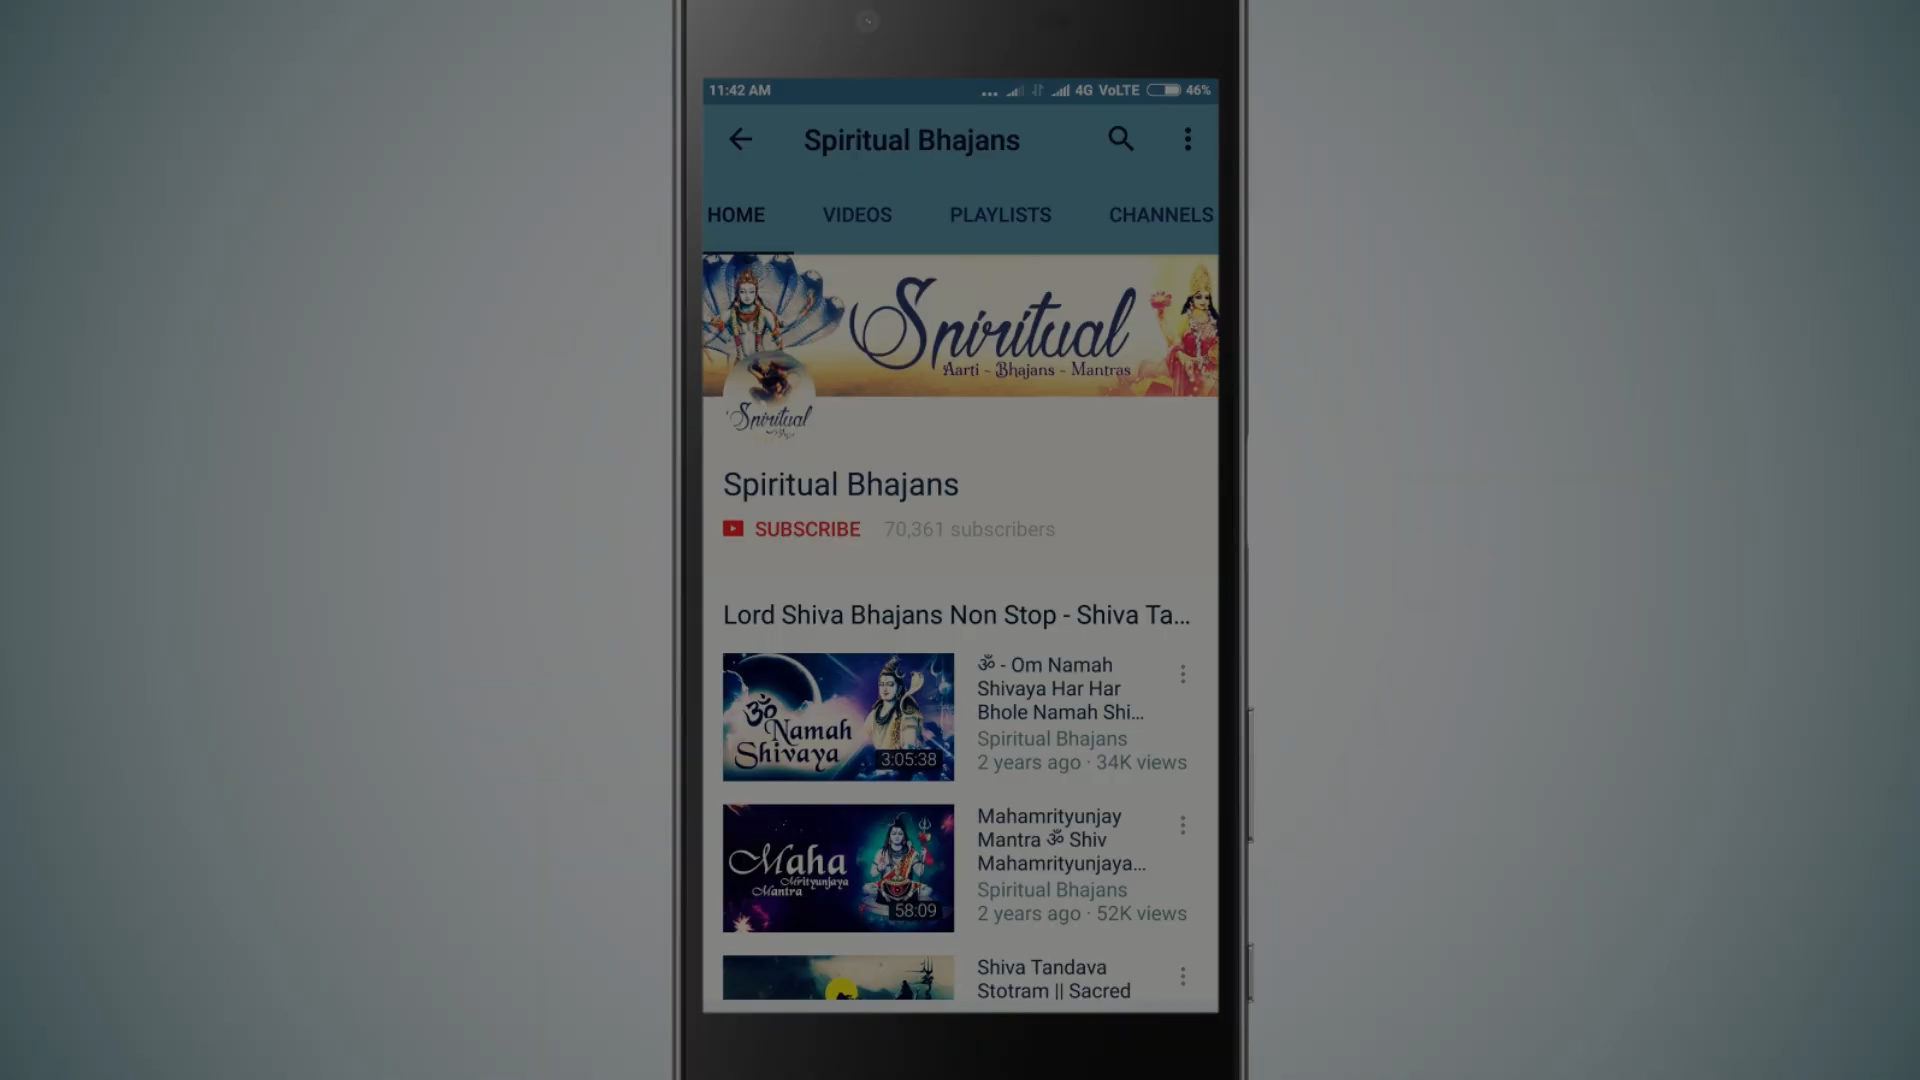 11:42 AM
4G VoLTE 46%
Spiritual Bhajans
HOME VIDEOS PLAYLISTS CHANNELS
Spiritual
Aarti ~ Bhajans ~ Mantras
Spiritual
Spiritual Bhajans
SUBSCRIBE 70,361 subscribers
Lord Shiva Bhajans Non Stop - Shiva Ta...
ॐ
Namah
Shivaya
3:05:38
ॐ - Om Namah
Shivaya Har Har
Bhole Namah Shi...
Spiritual Bhajans
2 years ago · 34K views
Maha
Mrityunjaya
Mantra
58:09
Mahamrityunjay
Mantra ॐ Shiv
Mahamrityunjaya...
Spiritual Bhajans
2 years ago · 52K views
Shiva Tandava
Stotram || Sacred